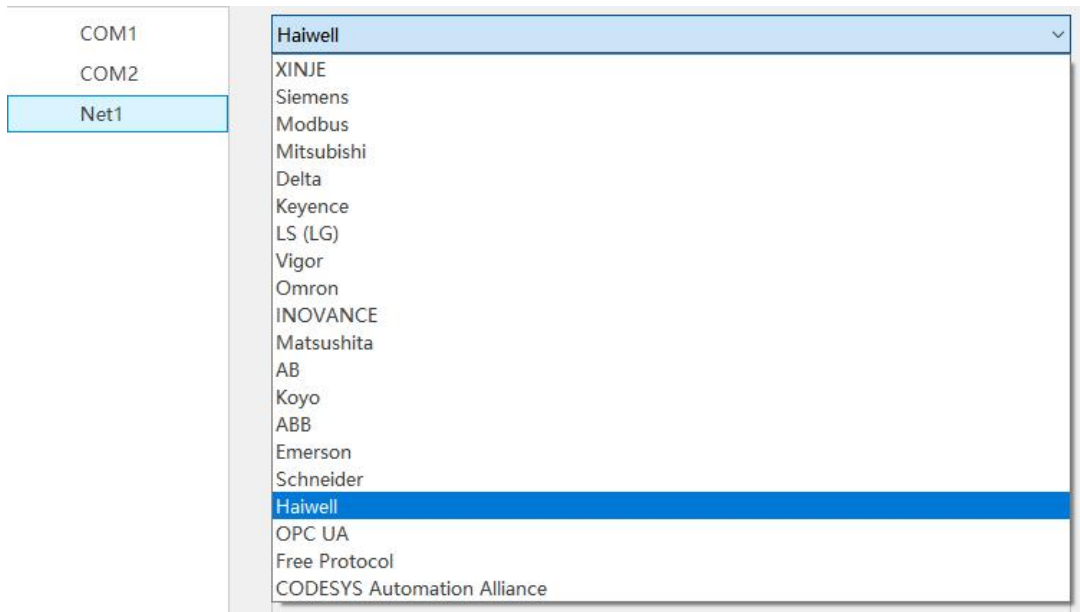 COM1
COM2
Net1
Haiwell
XINJE
Siemens
Modbus
Mitsubishi
Delta
Keyence
LS (LG)
Vigor
Omron
INOVANCE
Matsushita
AB
Koyo
ABB
Emerson
Schneider
Haiwell
OPC UA
Free Protocol
CODESYS Automation Alliance